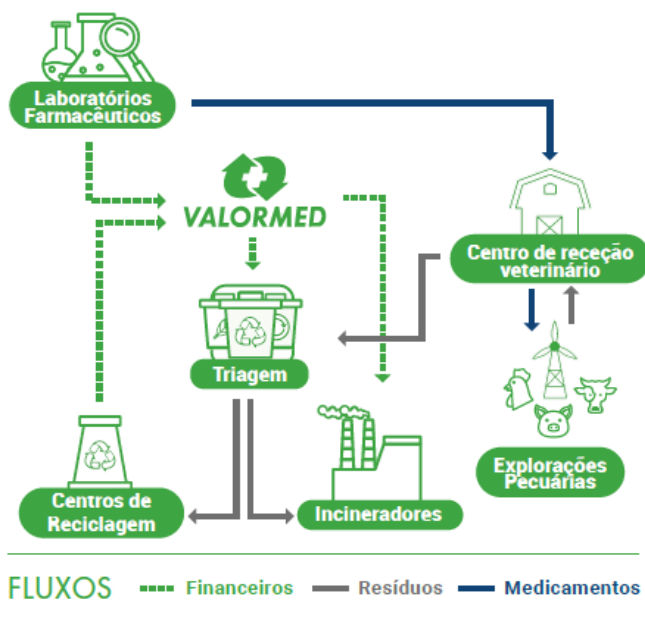 Laboratórios
Farmacêuticos
VALORMED
Centro de receção
veterinário
Triagem
Explorações
Pecuárias
Centros de
Reciclagem
Incineradores
FLUXOS
Financeiros
Resíduos
Medicamentos